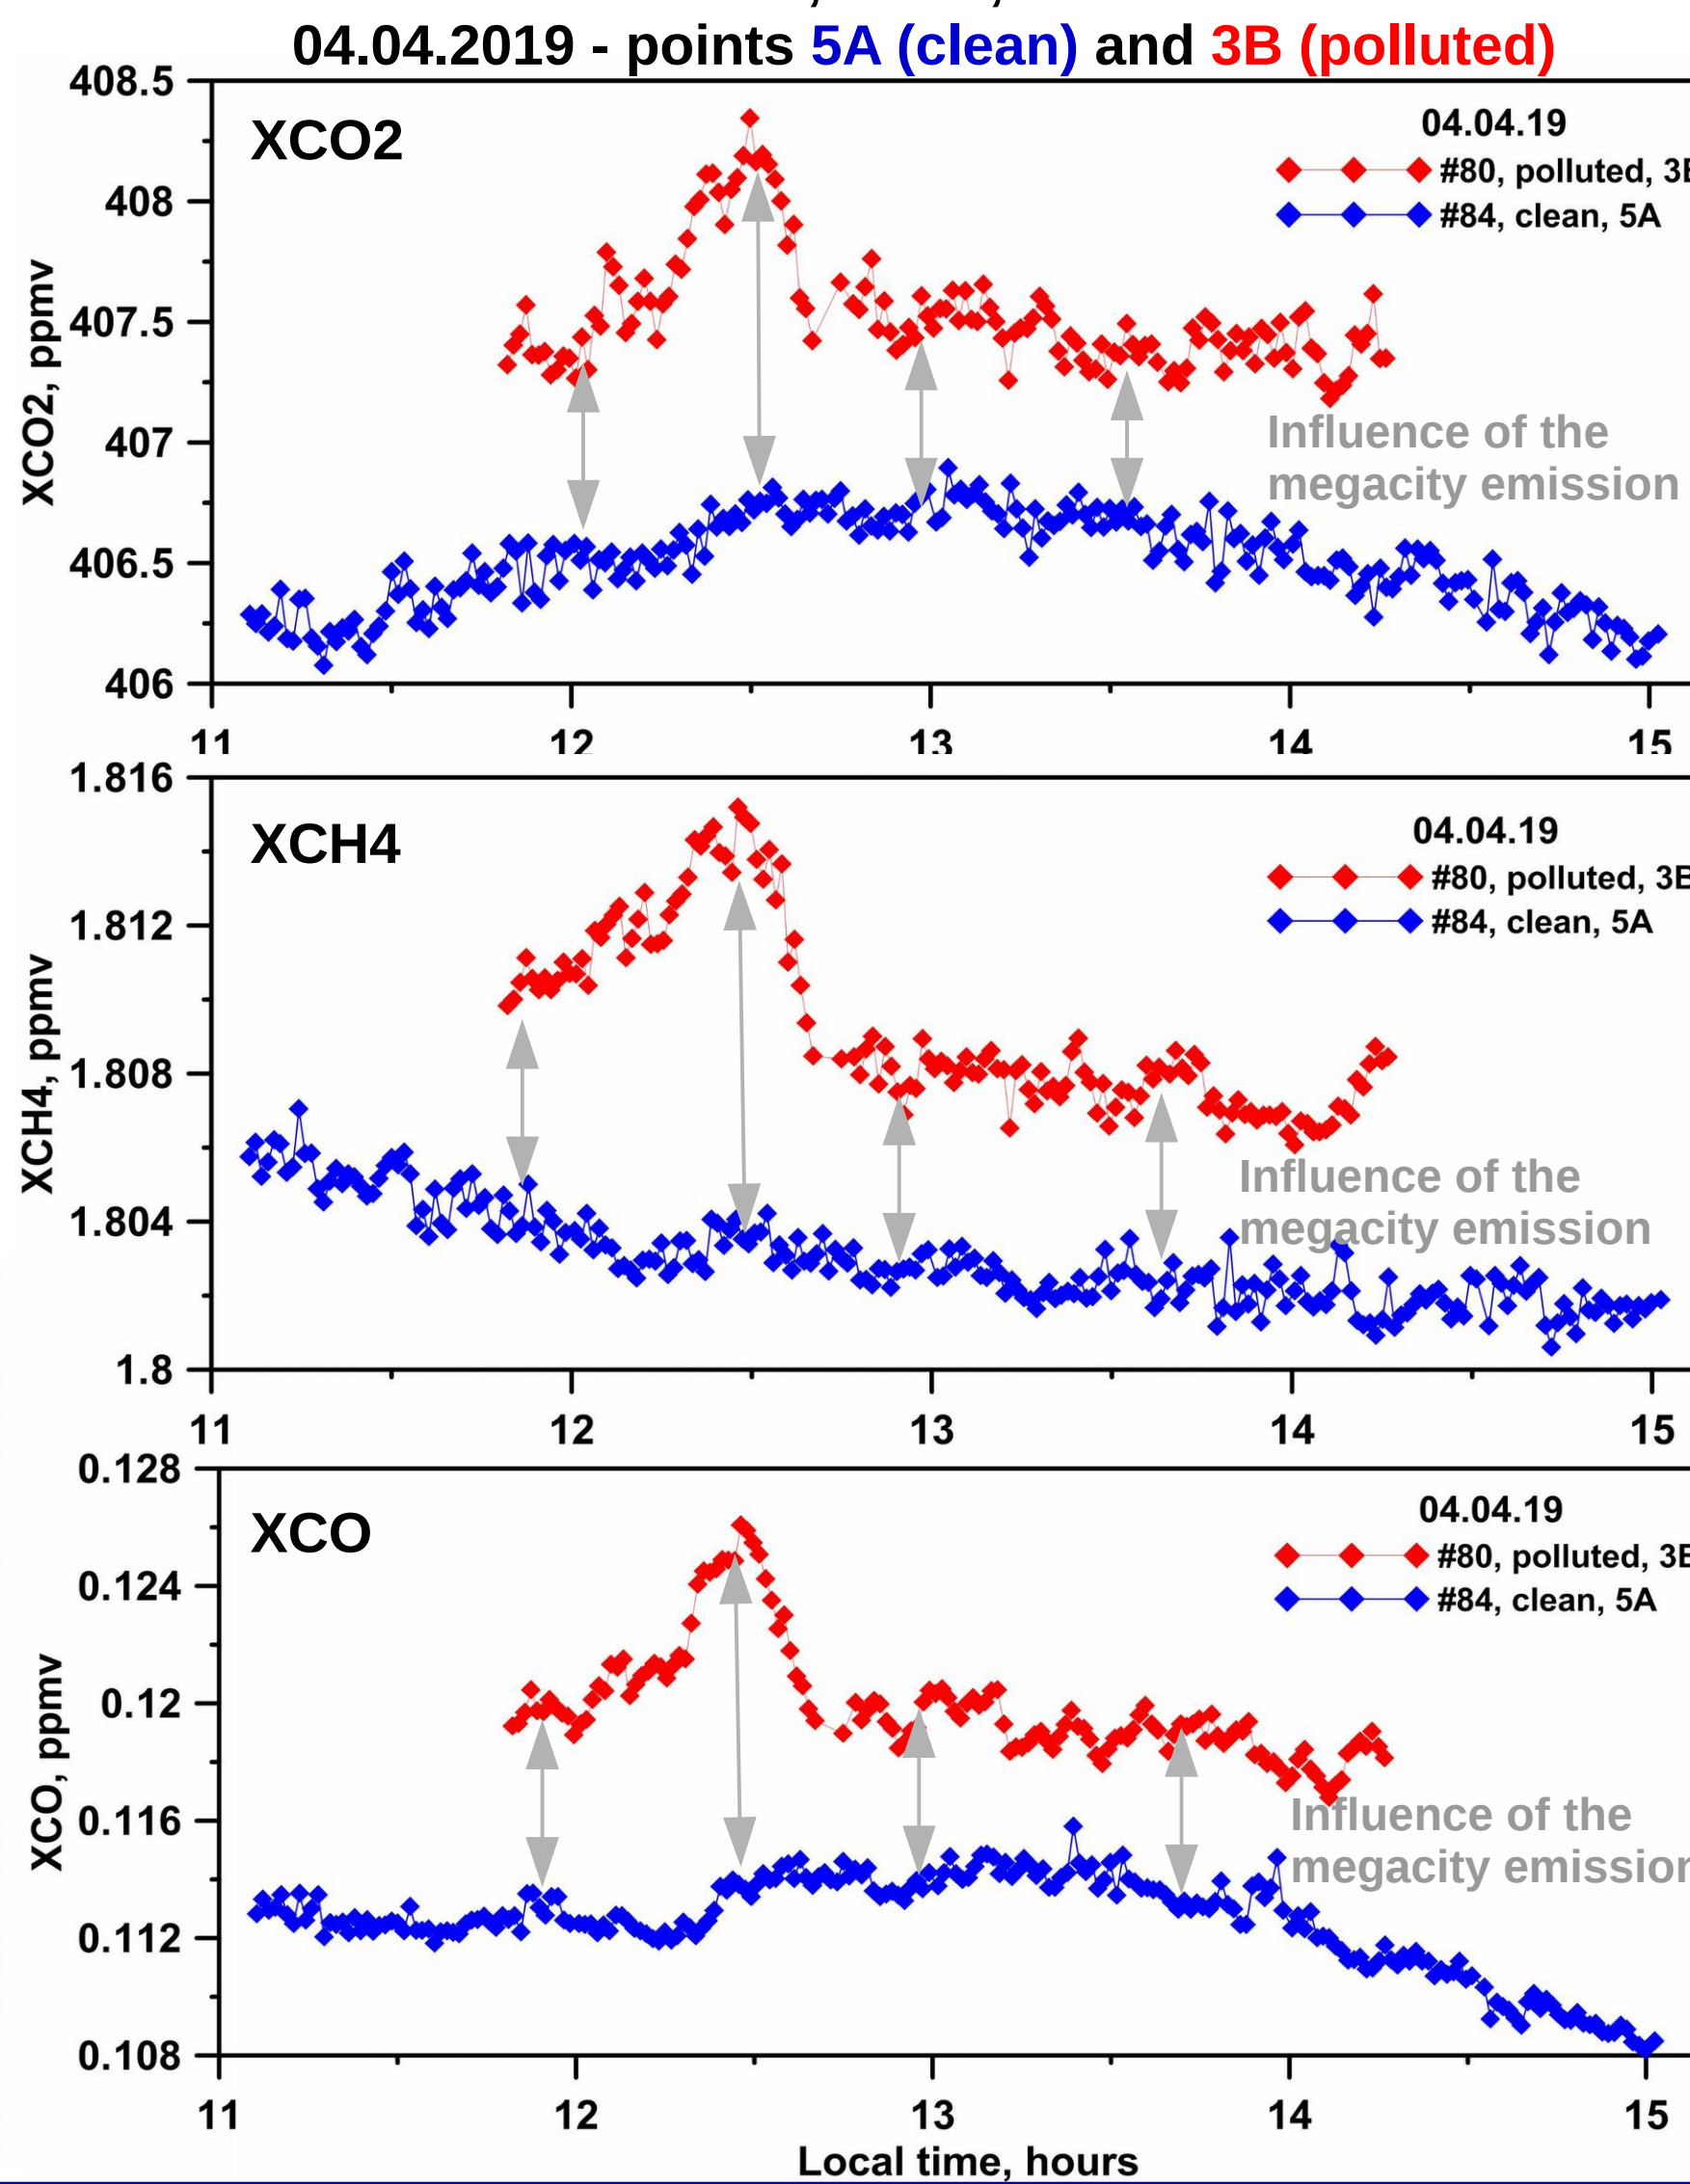 04.04.2019 - points 5A (clean) and 3B (polluted)
408.5
XCO2
04.04.19
#80, polluted, 3B
408
#84, clean, 5A
XCO2, ppmv
407.5
407
Influence of the
megacity emission
406.5
406
11 12 13 14 15
1.816
XCH4
04.04.19
#80, polluted, 3B
1.812
#84, clean, 5A
XCH4, ppmv
1.808
Influence of the
1.804
megacity emission
1.8
11 12 13 14 15
0.128
XCO
04.04.19
#80, polluted, 3B
0.124
#84, clean, 5A
XCO, ppmv
0.12
0.116
Influence of the
megacity emission
0.112
0.108
11 12 13 14 15
Local time, hours